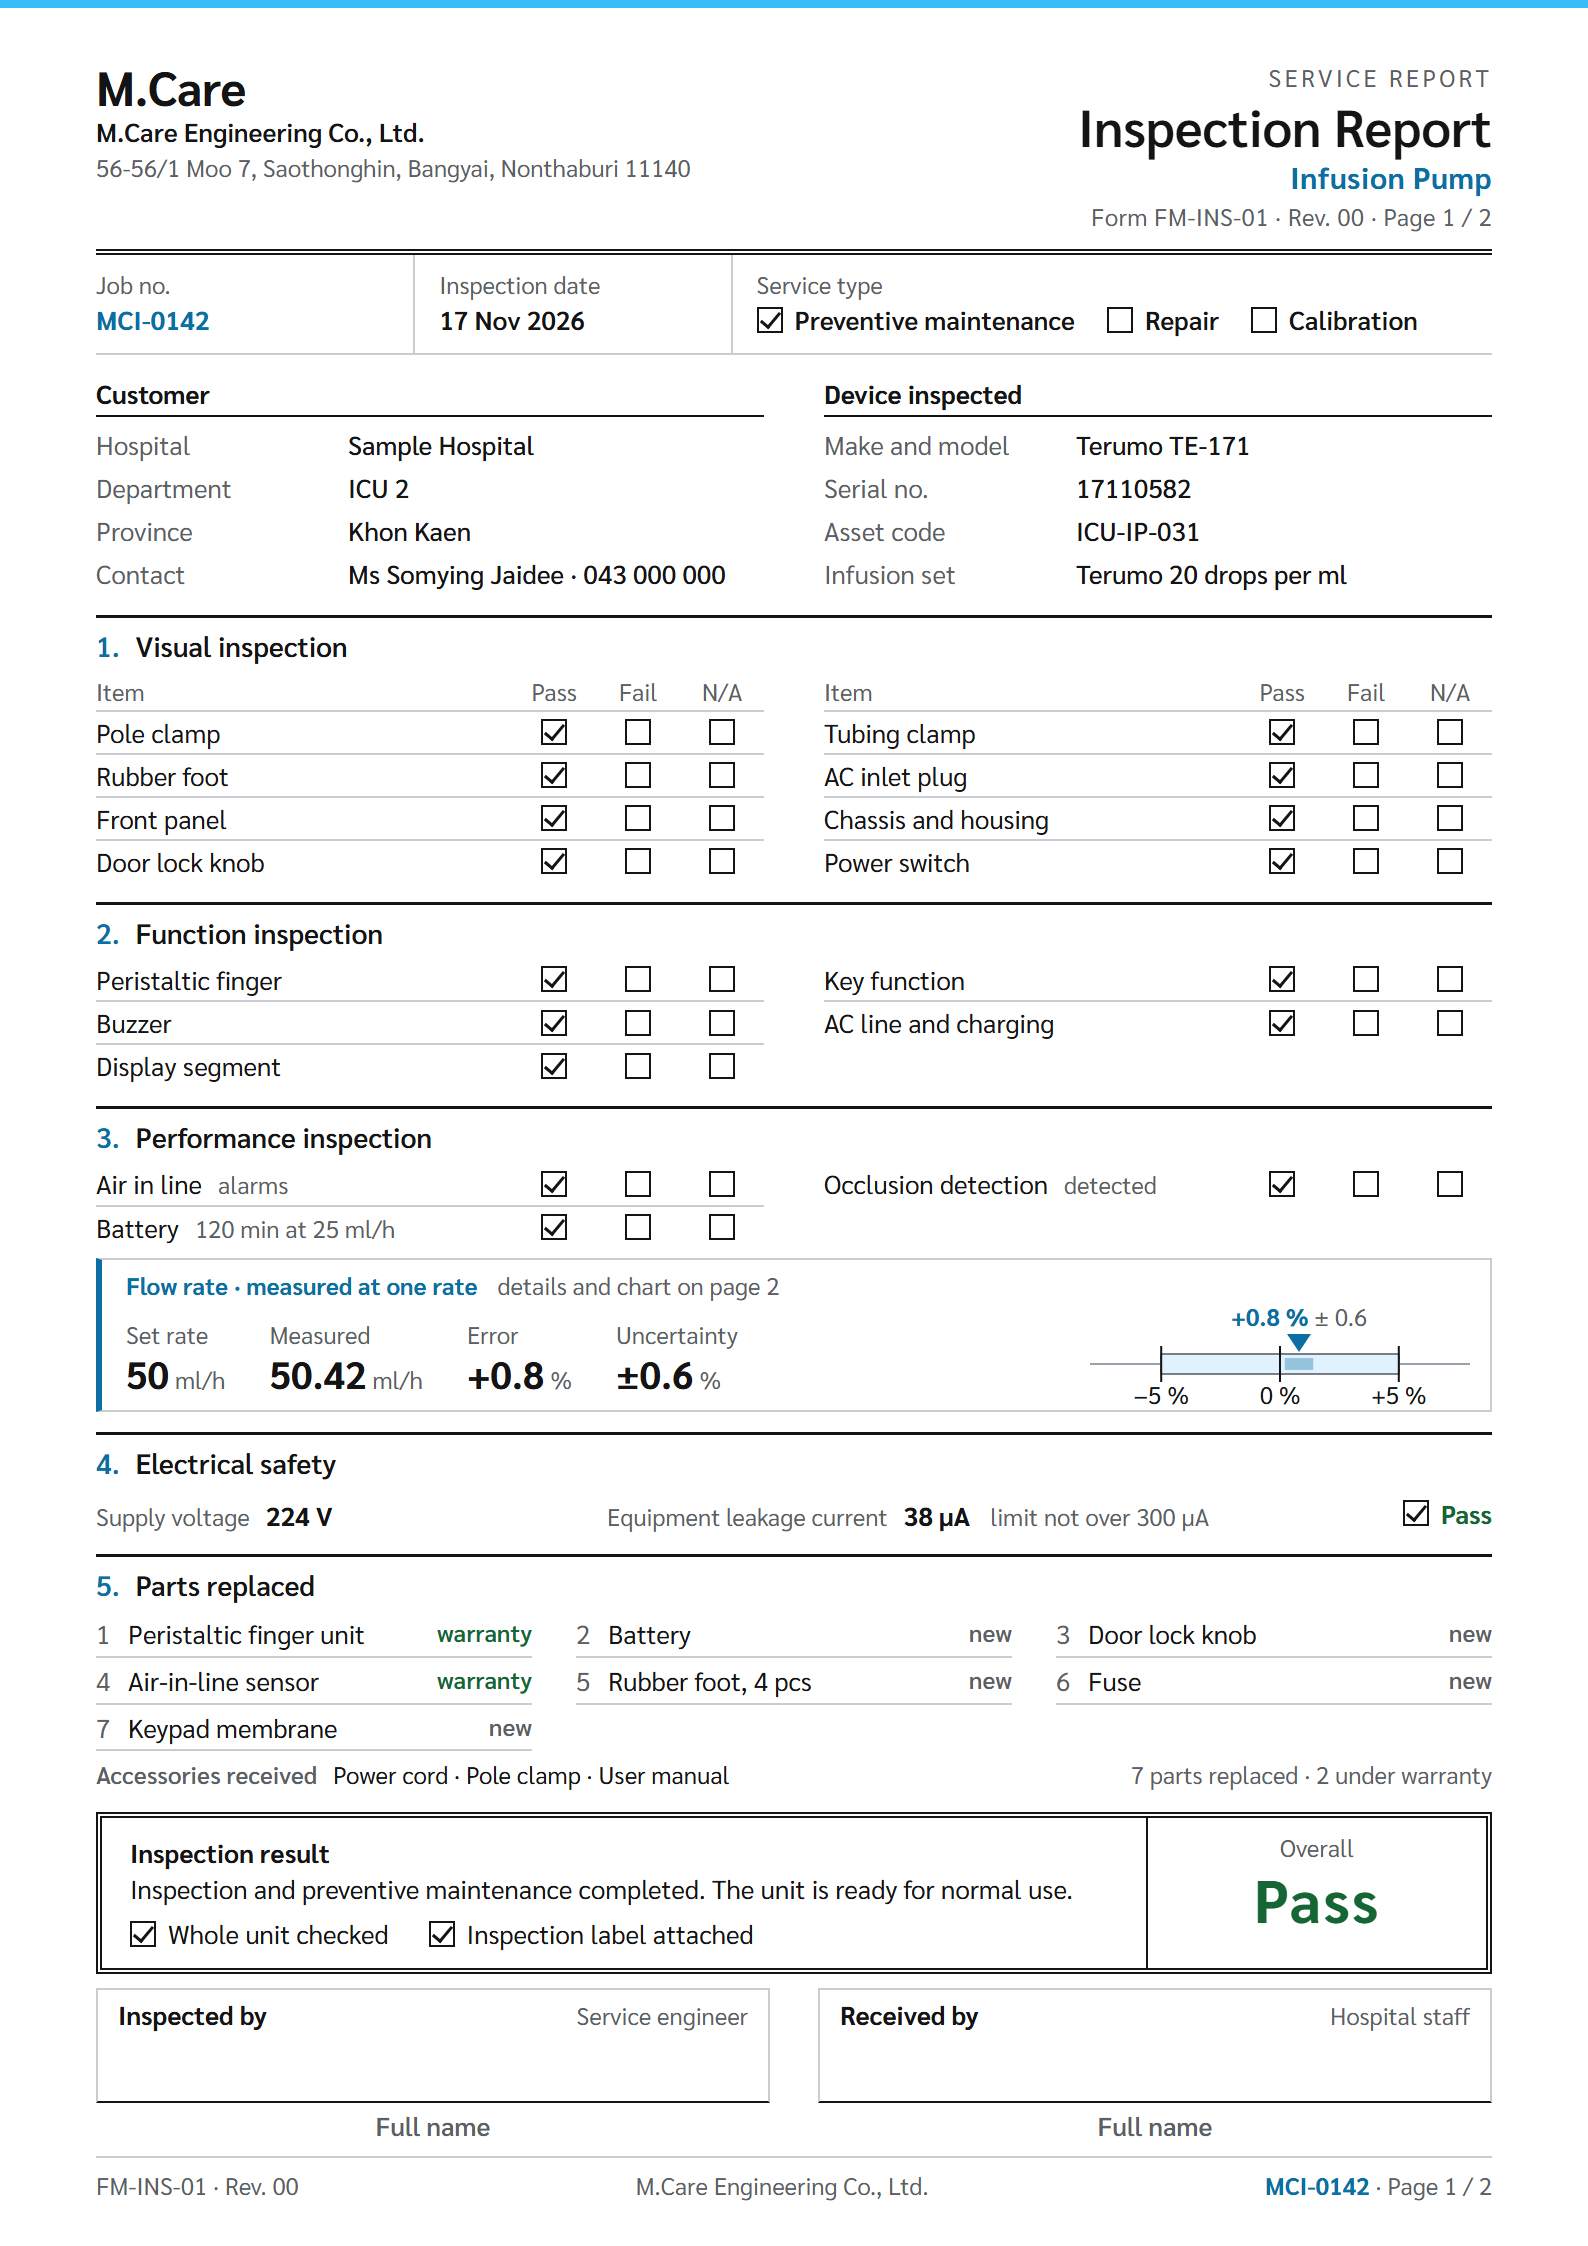 M.Care
M.Care Engineering Co., Ltd.
56-56/1 Moo 7, Saothonghin, Bangyai, Nonthaburi 11140
SERVICE REPORT
Inspection Report
Infusion Pump
Form FM-INS-01 · Rev. 00 · Page 1 / 2
Job no.
MCI-0142
Inspection date
17 Nov 2026
Service type
Preventive maintenance Repair Calibration
Customer
Hospital Sample Hospital
Department ICU 2
Province Khon Kaen
Contact Ms Somying Jaidee · 043 000 000
Device inspected
Make and model Terumo TE-171
Serial no. 17110582
Asset code ICU-IP-031
Infusion set Terumo 20 drops per ml
1. Visual inspection
Item Pass Fail N/A
Pole clamp
Rubber foot
Front panel
Door lock knob
Item Pass Fail N/A
Tubing clamp
AC inlet plug
Chassis and housing
Power switch
2. Function inspection
Peristaltic finger
Buzzer
Display segment
Key function
AC line and charging
3. Performance inspection
Air in line alarms
Battery 120 min at 25 ml/h
Occlusion detection detected
Flow rate · measured at one rate details and chart on page 2
Set rate Measured Error Uncertainty
50 ml/h 50.42 ml/h +0.8 % ±0.6 %
+0.8 % ± 0.6
−5 % 0 % +5 %
4. Electrical safety
Supply voltage 224 V Equipment leakage current 38 µA limit not over 300 µA Pass
5. Parts replaced
1 Peristaltic finger unit warranty 2 Battery new 3 Door lock knob new
4 Air-in-line sensor warranty 5 Rubber foot, 4 pcs new 6 Fuse new
7 Keypad membrane new
Accessories received Power cord · Pole clamp · User manual 7 parts replaced · 2 under warranty
Inspection result
Inspection and preventive maintenance completed. The unit is ready for normal use.
Whole unit checked Inspection label attached
Overall
Pass
Inspected by Service engineer
Full name
Received by Hospital staff
Full name
FM-INS-01 · Rev. 00 M.Care Engineering Co., Ltd. MCI-0142 · Page 1 / 2